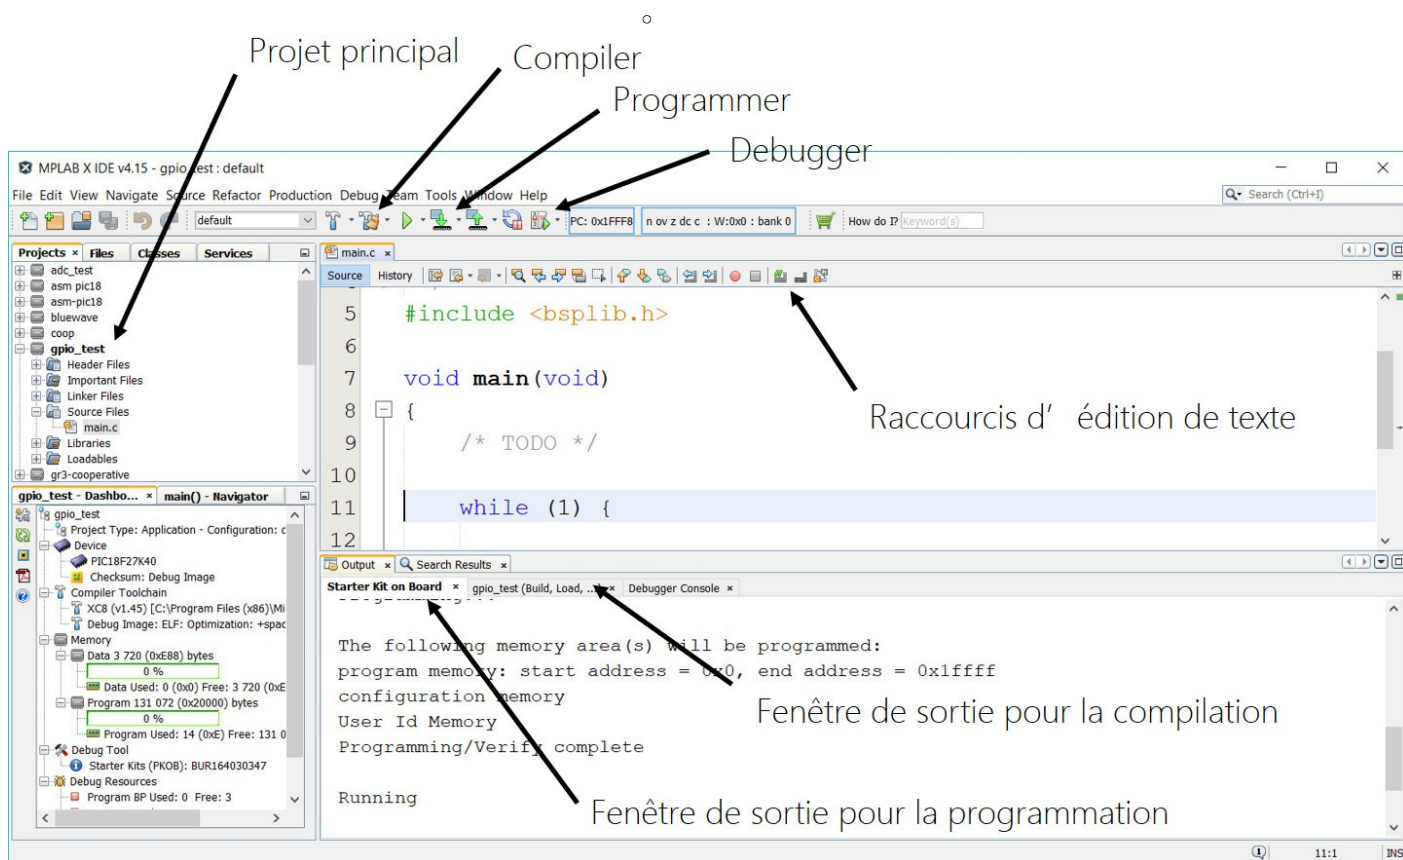 Projet principal
Compiler
Programmer
Debugger
MPLAB X IDE v4.15 - gpio_test : default
File Edit View Navigate Source Refactor Production Debug Team Tools Window Help
Search (Ctrl+I)
default
PC: 0x1FFF8
n ov z dc c : W:0x0 : bank 0
How do I?
Keyword(s)
Projects Files Classes Services
adc_test
asm pic18
asm-pic18
bluewave
coop
gpio_test
Header Files
Important Files
Linker Files
Source Files
main.c
Libraries
Loadables
gr3-cooperative
main.c
Source History
5 #include <bsplib.h>
6
7 void main(void)
8 {
9 /* TODO */
10
11 while (1) {
12
Raccourcis d’ édition de texte
gpio_test - Dashbo... main() - Navigator
gpio_test
Project Type: Application - Configuration: c
Device
PIC18F27K40
Checksum: Debug Image
Compiler Toolchain
XC8 (v1.45) [C:\Program Files (x86)\Mi
Debug Image: ELF: Optimization: +spac
Memory
Data 3 720 (0xE88) bytes
0 %
Data Used: 0 (0x0) Free: 3 720 (0xE
Program 131 072 (0x20000) bytes
0 %
Program Used: 14 (0xE) Free: 131 0
Debug Tool
Starter Kits (PKOB): BUR164030347
Debug Resources
Program BP Used: 0 Free: 3
Output Search Results
Starter Kit on Board gpio_test (Build, Load, ...) Debugger Console
Programming...
The following memory area(s) will be programmed:
program memory: start address = 0x0, end address = 0x1ffff
configuration memory
User Id Memory
Programming/Verify complete
Running
Fenêtre de sortie pour la compilation
Fenêtre de sortie pour la programmation
11:1 INS